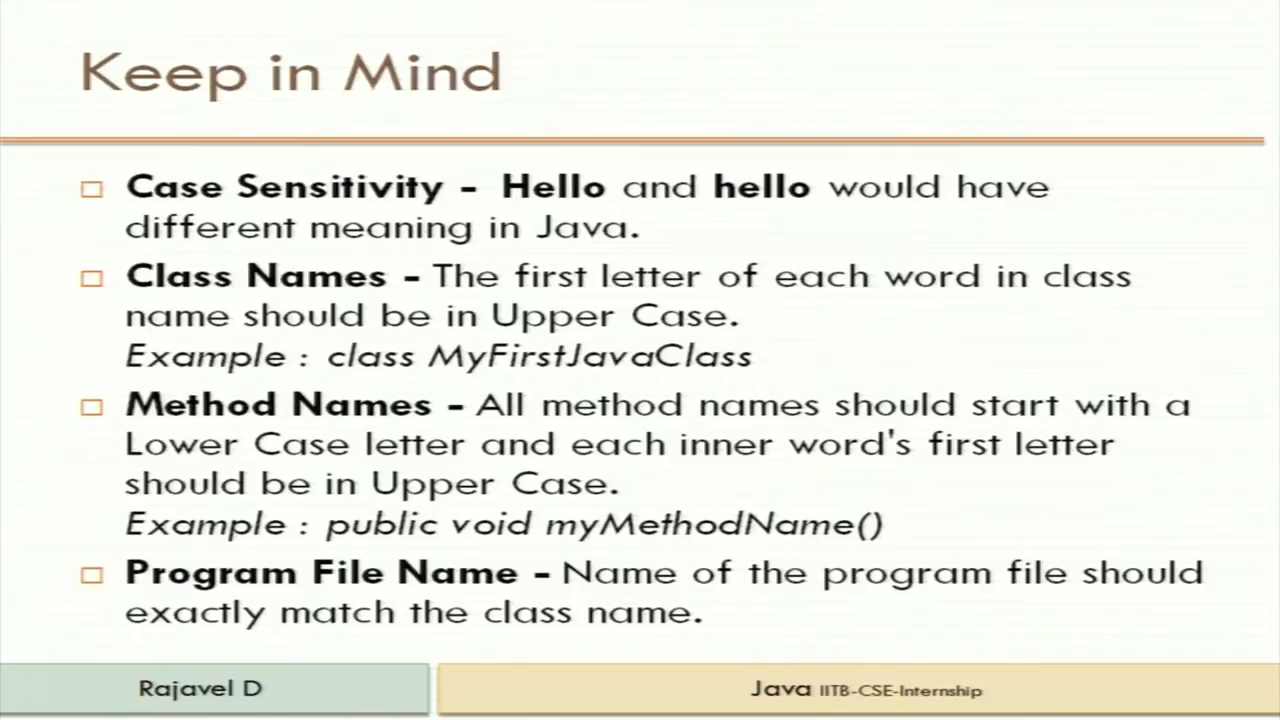 Keep in Mind
Case Sensitivity - Hello and hello would have
different meaning in Java.
Class Names - The first letter of each word in class
name should be in Upper Case.
Example : class MyFirstJavaClass
Method Names - All method names should start with a
Lower Case letter and each inner word's first letter
should be in Upper Case.
Example : public void myMethodName()
Program File Name - Name of the program file should
exactly match the class name.
Rajavel D
Java IITB-CSE-Internship